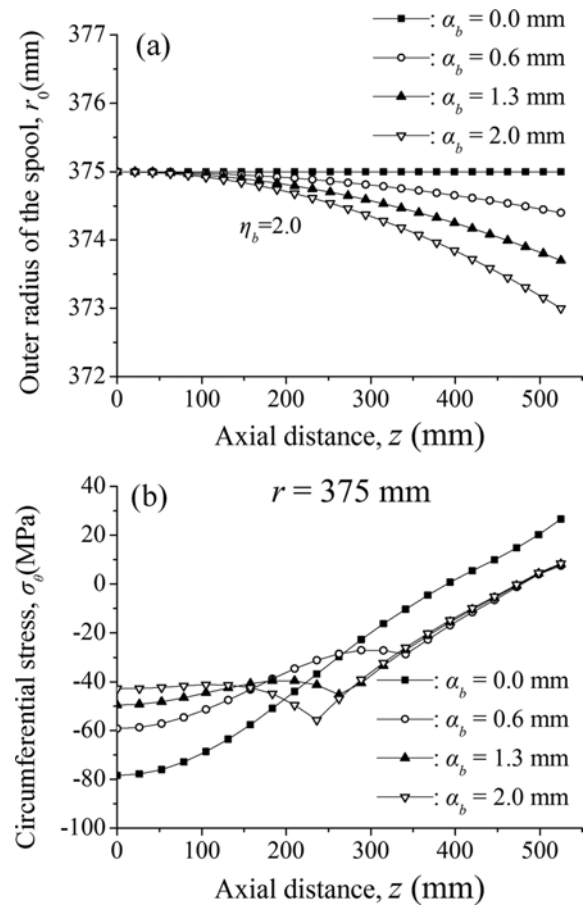 (a)
: α_b = 0.0 mm
: α_b = 0.6 mm
: α_b = 1.3 mm
: α_b = 2.0 mm
η_b=2.0
377
376
375
374
373
372
Outer radius of the spool, r_0(mm)
0 100 200 300 400 500
Axial distance, z (mm)
(b)
r = 375 mm
40
20
0
-20
-40
-60
-80
-100
Circumferential stress, σ_θ(MPa)
: α_b = 0.0 mm
: α_b = 0.6 mm
: α_b = 1.3 mm
: α_b = 2.0 mm
0 100 200 300 400 500
Axial distance, z (mm)